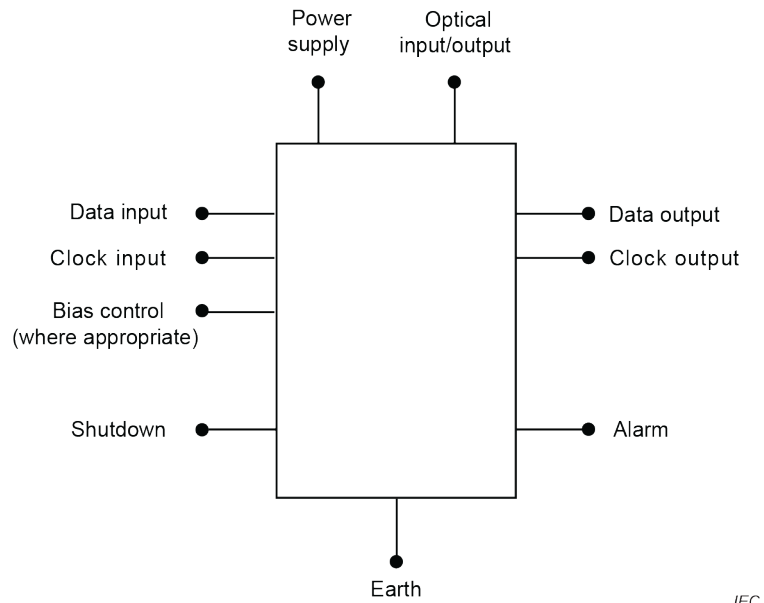 Power
supply
Optical
input/output
Data input
Data output
Clock input
Clock output
Bias control
(where appropriate)
Shutdown
Alarm
Earth
IEC